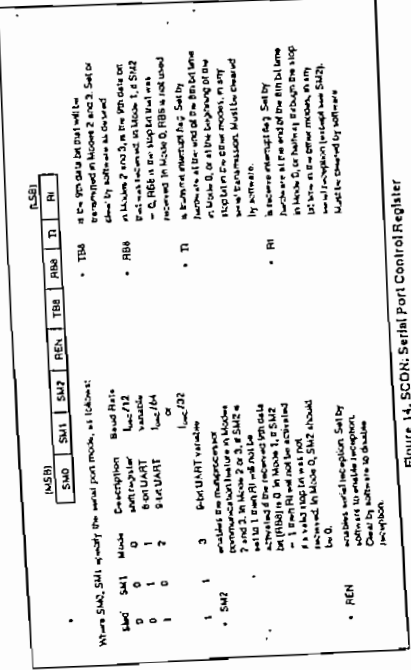 (MSB) (LSB)
SM0 SM1 SM2 REN TB8 RB8 TI RI
Where SM0, SM1 specify the serial port mode, as follows:
SM0 SM1 Mode Description Baud Rate
0 0 0 shift register fosc/12
0 1 1 8-bit UART variable
1 0 2 9-bit UART fosc/64
or
fosc/32
1 1 3 9-bit UART variable
• SM2 enables the multiprocessor
communication feature in Modes
2 and 3. In Mode 2 or 3, if SM2 is
set to 1 then RI will not be
activated if the received 9th data
bit (RB8) is 0. In Mode 1, if SM2
= 1 then RI will not be activated
if a valid stop bit was not
received. In Mode 0, SM2 should
be 0.
• REN enables serial reception. Set by
software to enable reception.
Clear by software to disable
reception.
• TB8 is the 9th data bit that will be
transmitted in Modes 2 and 3. Set or
clear by software as desired
• RB8 in Modes 2 and 3, is the 9th data bit
that was received. In Mode 1, if SM2
= 0, RB8 is the stop bit that was
received. In Mode 0, RB8 is not used
• TI is transmit interrupt flag. Set by
hardware at the end of the 8th bit time
in Mode 0, or at the beginning of the
stop bit in the other modes, in any
serial transmission. Must be cleared
by software.
• RI is receive interrupt flag. Set by
hardware at the end of the 8th bit time
in Mode 0, or halfway through the stop
bit time in the other modes, in any
serial reception (except see SM2).
Must be cleared by software
Figure 14. SCON: Serial Port Control Register